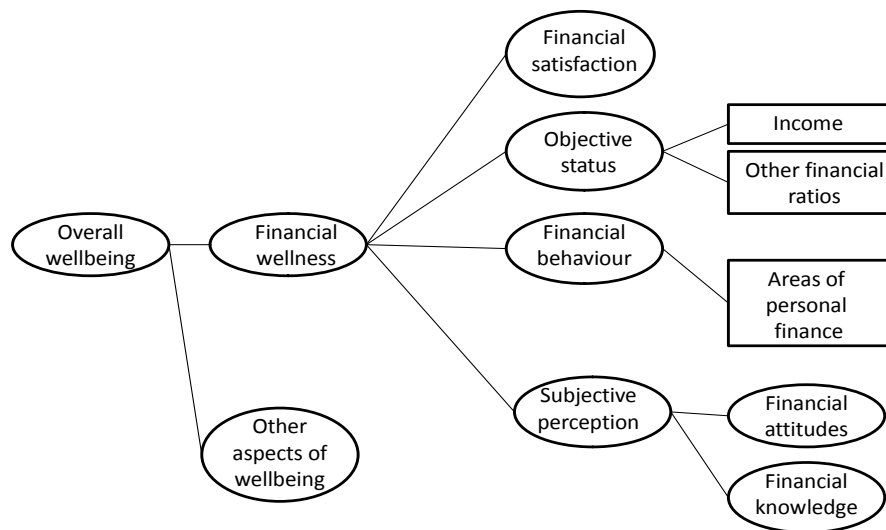 Financial
satisfaction
Income
Objective
status
Other financial
ratios
Overall
wellbeing
Financial
wellness
Financial
behaviour
Areas of
personal
finance
Subjective
perception
Financial
attitudes
Other
aspects of
wellbeing
Financial
knowledge